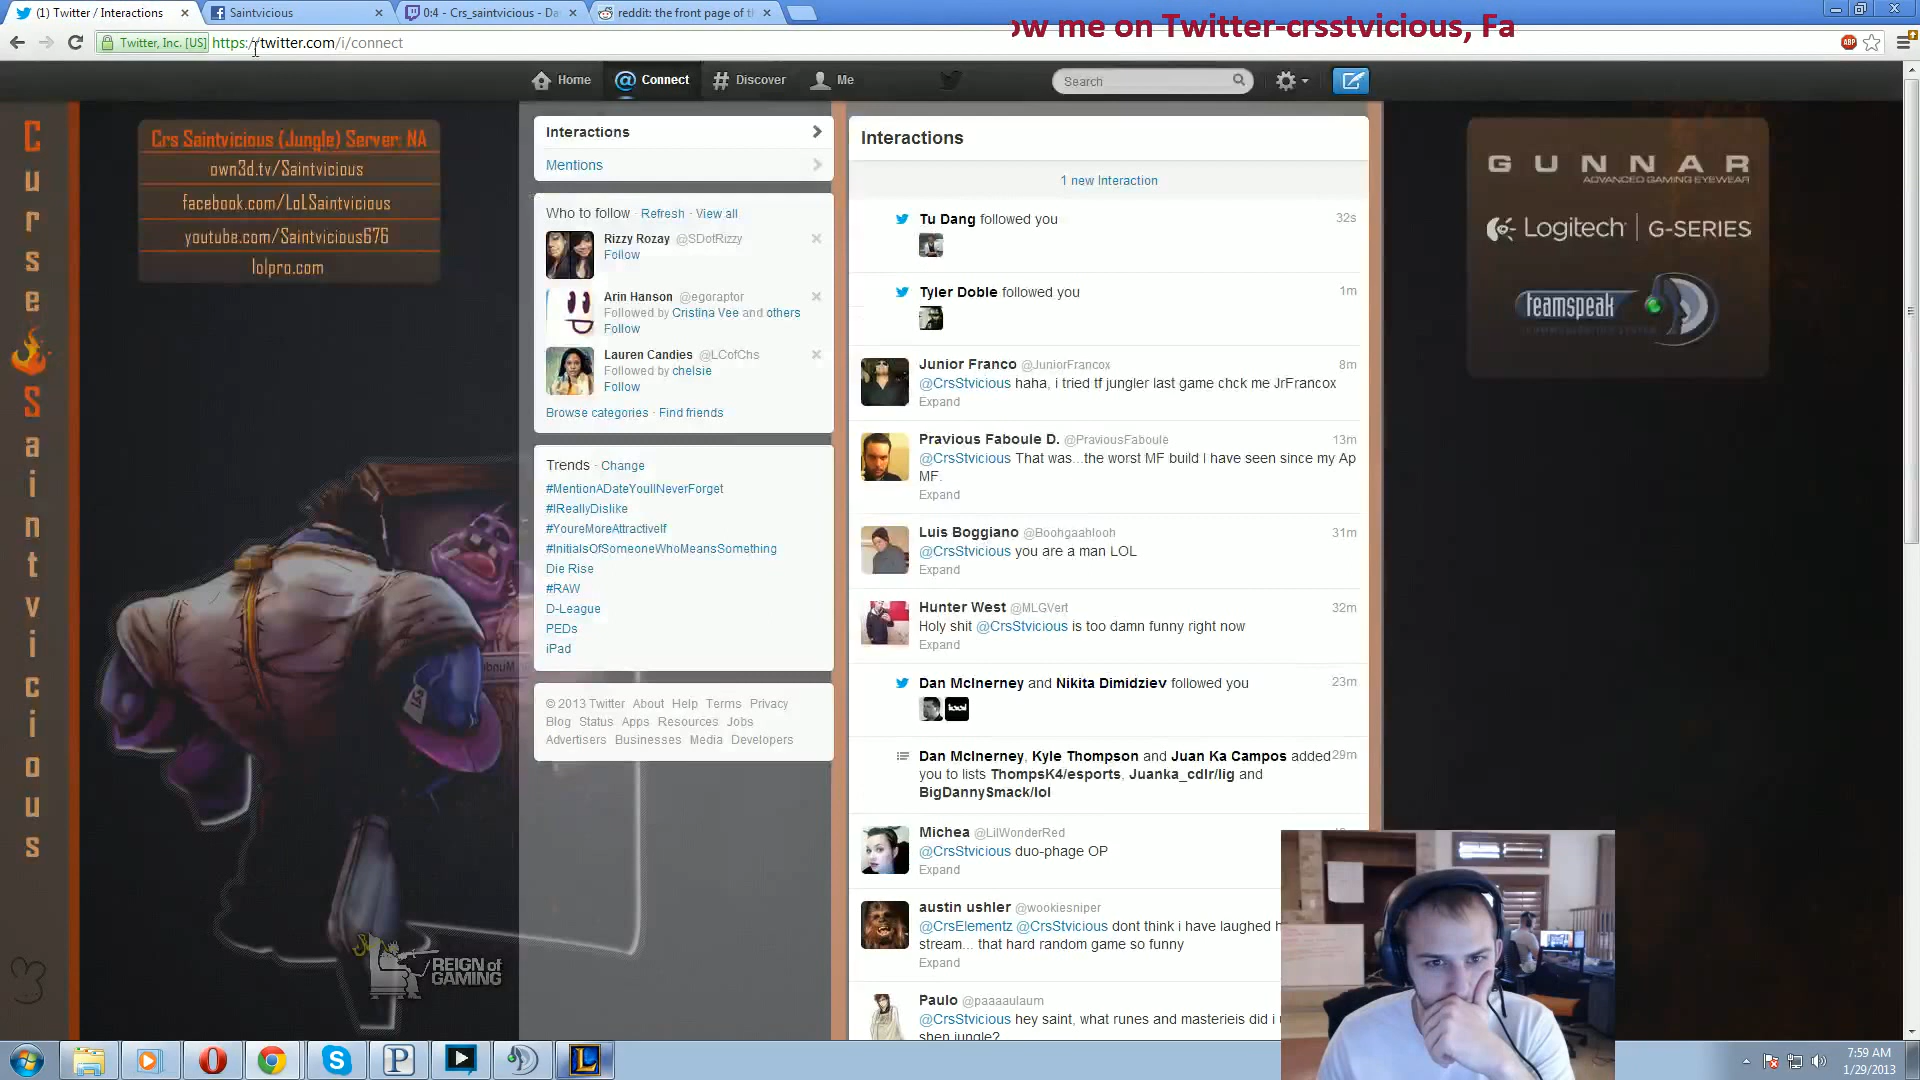 (1) Twitter / Interactions
Saintvicious
0:4 - Crs_saintvicious - Da
reddit: the front page of t
ow me on Twitter-crsstvicious, Fa
Twitter, Inc. [US]
https://twitter.com/i/connect
ABP
Home
@ Connect
# Discover
Me
Search
Curse Saintvicious
Crs Saintvicious (Jungle) Server: NA
own3d.tv/Saintvicious
facebook.com/LoLSaintvicious
youtube.com/Saintvicious676
lolpro.com
REIGN of
GAMING
Interactions
Mentions
Who to follow · Refresh · View all
Rizzy Rozay @SDotRizzy
Follow
Arin Hanson @egoraptor
Followed by Cristina Vee and others
Follow
Lauren Candies @LCofChs
Followed by chelsie
Follow
Browse categories · Find friends
Trends · Change
#MentionADateYoullNeverForget
#IReallyDislike
#YoureMoreAttractiveIf
#InitialsOfSomeoneWhoMeansSomething
Die Rise
#RAW
D-League
PEDs
iPad
© 2013 Twitter About Help Terms Privacy
Blog Status Apps Resources Jobs
Advertisers Businesses Media Developers
Interactions
1 new Interaction
Tu Dang followed you 32s
Tyler Doble followed you 1m
Junior Franco @JuniorFrancox 8m
@CrsStvicious haha, i tried tf jungler last game chck me JrFrancox
Expand
Pravious Faboule D. @PraviousFaboule 13m
@CrsStvicious That was...the worst MF build I have seen since my Ap
MF.
Expand
Luis Boggiano @Boohgaahlooh 31m
@CrsStvicious you are a man LOL
Expand
Hunter West @MLGVert 32m
Holy shit @CrsStvicious is too damn funny right now
Expand
Dan McInerney and Nikita Dimidziev followed you 23m
Dan McInerney, Kyle Thompson and Juan Ka Campos added 29m
you to lists ThompsK4/esports, Juanka_cdlr/lig and
BigDannySmack/lol
Michea @LilWonderRed
@CrsStvicious duo-phage OP
Expand
austin ushler @wookiesniper
@CrsElementz @CrsStvicious dont think i have laughed h
stream... that hard random game so funny
Expand
Paulo @paaaaulaum
@CrsStvicious hey saint, what runes and masterieis did i u
shen jungle?
GUNNAR
ADVANCED GAMING EYEWEAR
Logitech | G-SERIES
teamspeak
7:59 AM
1/29/2013